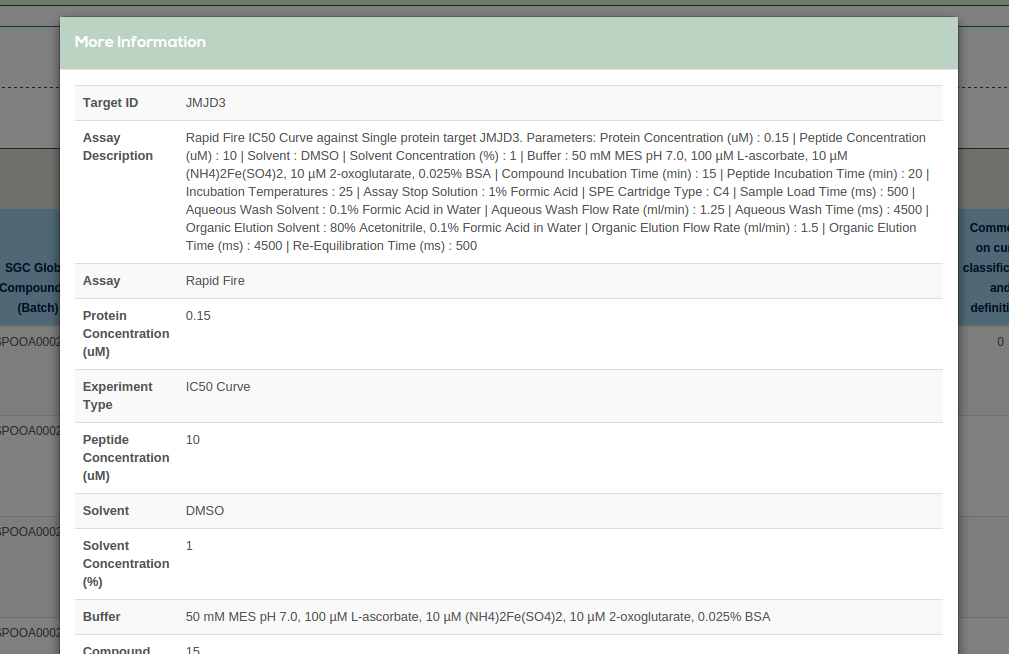 More Information
Target ID JMJD3
Assay Description Rapid Fire IC50 Curve against Single protein target JMJD3. Parameters: Protein Concentration (uM) : 0.15 | Peptide Concentration
(uM) : 10 | Solvent : DMSO | Solvent Concentration (%) : 1 | Buffer : 50 mM MES pH 7.0, 100 µM L-ascorbate, 10 µM
(NH4)2Fe(SO4)2, 10 µM 2-oxoglutarate, 0.025% BSA | Compound Incubation Time (min) : 15 | Peptide Incubation Time (min) : 20 |
Incubation Temperatures : 25 | Assay Stop Solution : 1% Formic Acid | SPE Cartridge Type : C4 | Sample Load Time (ms) : 500 |
Aqueous Wash Solvent : 0.1% Formic Acid in Water | Aqueous Wash Flow Rate (ml/min) : 1.25 | Aqueous Wash Time (ms) : 4500 |
Organic Elution Solvent : 80% Acetonitrile, 0.1% Formic Acid in Water | Organic Elution Flow Rate (ml/min) : 1.5 | Organic Elution
Time (ms) : 4500 | Re-Equilibration Time (ms) : 500
Assay Rapid Fire
Protein 0.15
Concentration
(uM)
Experiment IC50 Curve
Type
Peptide 10
Concentration
(uM)
Solvent DMSO
Solvent 1
Concentration
(%)
Buffer 50 mM MES pH 7.0, 100 µM L-ascorbate, 10 µM (NH4)2Fe(SO4)2, 10 µM 2-oxoglutarate, 0.025% BSA
Compound 15
SGC Glob
Compound
(Batch)
SPOOA0002
SPOOA0002
SPOOA0002
SPOOA0002
Comme
on cur
classific
and
definiti
0